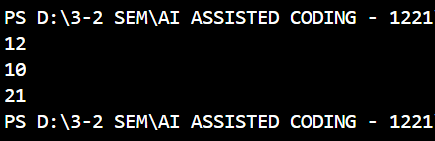 PS D:\3-2 SEM\AI ASSISTED CODING - 1221
12
10
21
PS D:\3-2 SEM\AI ASSISTED CODING - 1221